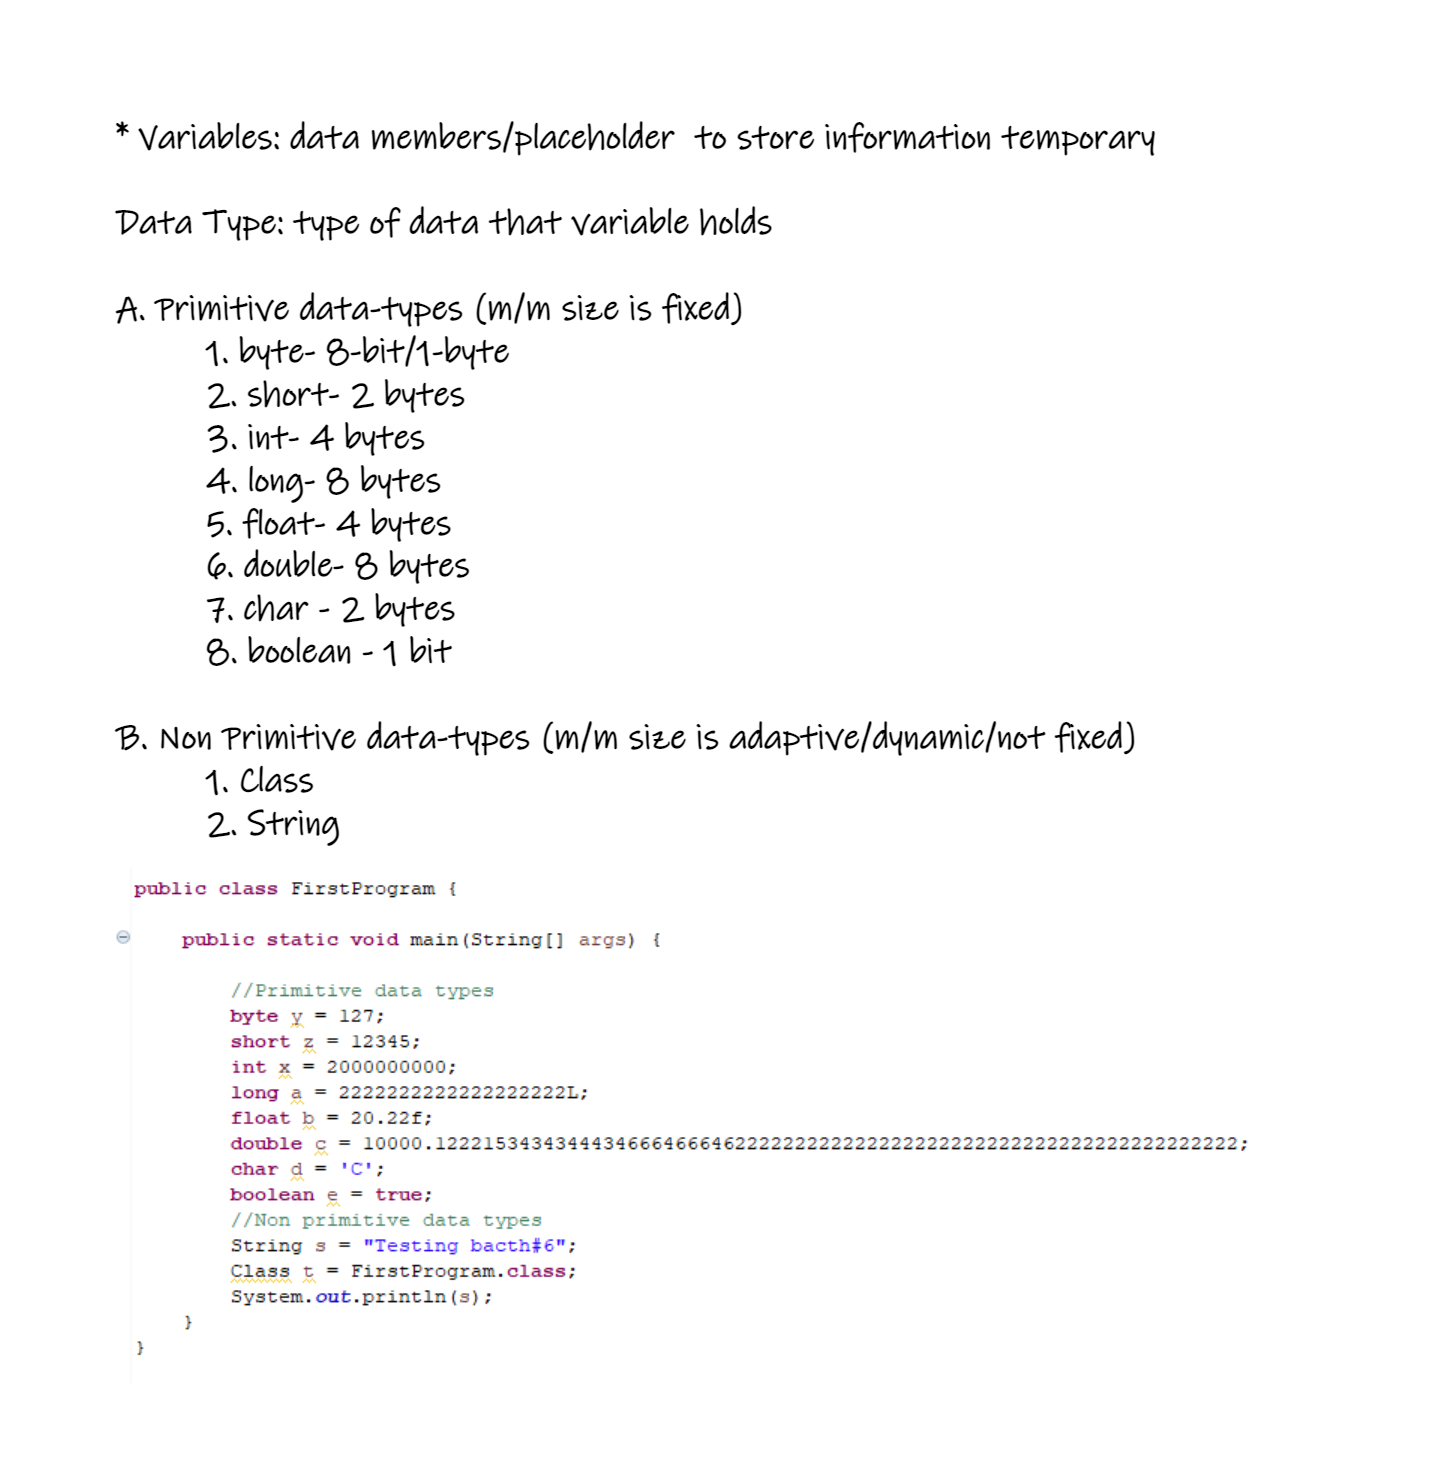 * Variables: data members/placeholder to store information temporary
Data Type: type of data that variable holds
A. Primitive data-types (m/m size is fixed)
1. byte- 8-bit/1-byte
2. short- 2 bytes
3. int- 4 bytes
4. long- 8 bytes
5. float- 4 bytes
6. double- 8 bytes
7. char - 2 bytes
8. boolean - 1 bit
B. Non Primitive data-types (m/m size is adaptive/dynamic/not fixed)
1. Class
2. String
public class FirstProgram {
public static void main(String[] args) {
//Primitive data types
byte y = 127;
short z = 12345;
int x = 2000000000;
long a = 2222222222222222222L;
float b = 20.22f;
double c = 10000.1222153434344434666466646222222222222222222222222222222222222222222;
char d = 'C';
boolean e = true;
//Non primitive data types
String s = "Testing bacth#6";
Class t = FirstProgram.class;
System.out.println(s);
}
}